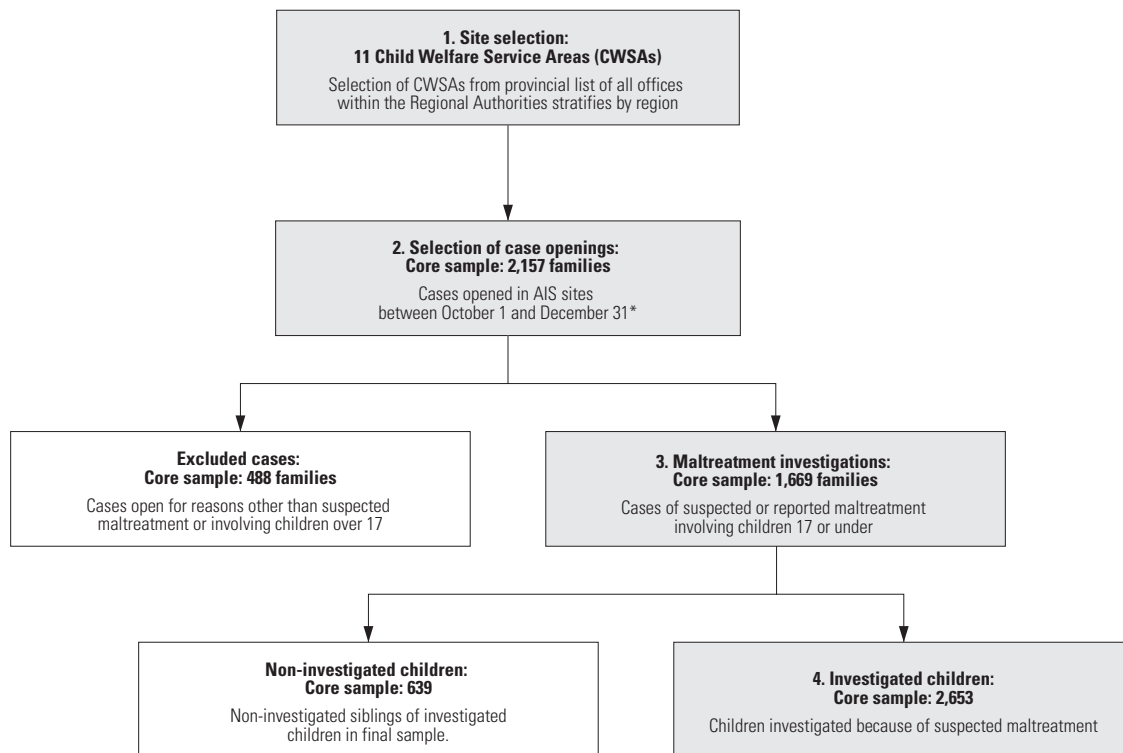 1. Site selection:
11 Child Welfare Service Areas (CWSAs)
Selection of CWSAs from provincial list of all offices
within the Regional Authorities stratifies by region
2. Selection of case openings:
Core sample: 2,157 families
Cases opened in AIS sites
between October 1 and December 31*
Excluded cases:
Core sample: 488 families
Cases open for reasons other than suspected
maltreatment or involving children over 17
3. Maltreatment investigations:
Core sample: 1,669 families
Cases of suspected or reported maltreatment
involving children 17 or under
Non-investigated children:
Core sample: 639
Non-investigated siblings of investigated
children in final sample.
4. Investigated children:
Core sample: 2,653
Children investigated because of suspected maltreatment